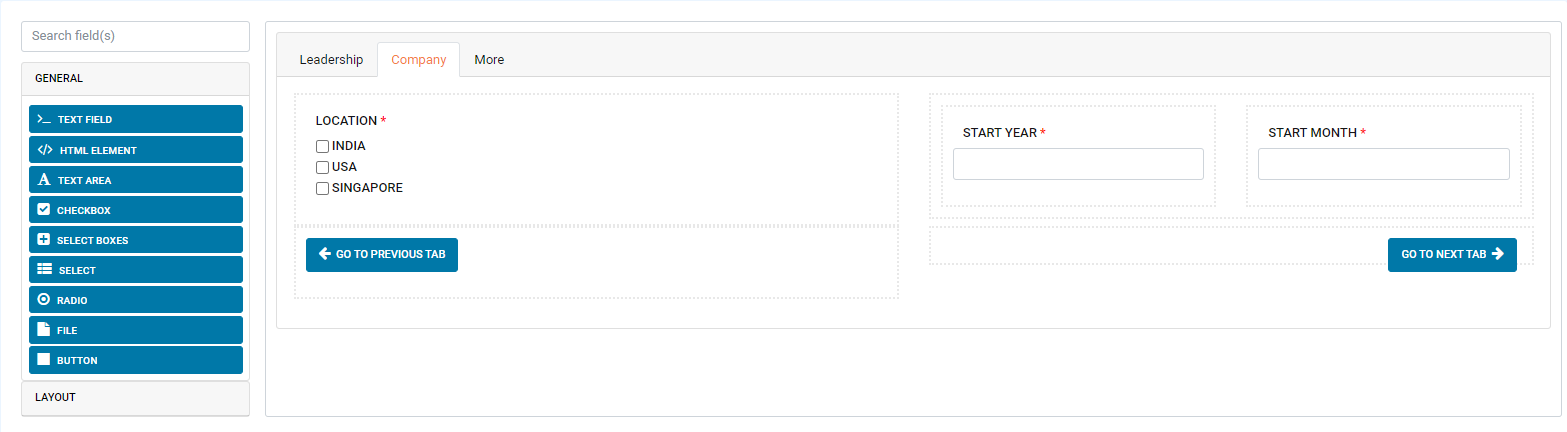 Search field(s)
GENERAL
TEXT FIELD
HTML ELEMENT
TEXT AREA
CHECKBOX
SELECT BOXES
SELECT
RADIO
FILE
BUTTON
LAYOUT
Leadership Company More
LOCATION *
INDIA
USA
SINGAPORE
START YEAR *
START MONTH *
GO TO PREVIOUS TAB
GO TO NEXT TAB